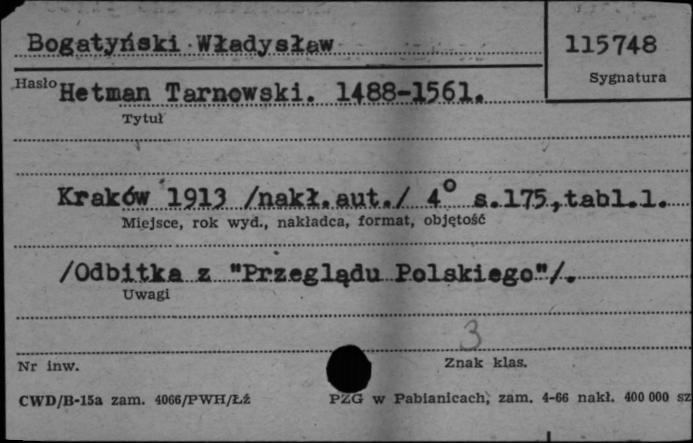 Bogatyński Władysław
115748
Sygnatura
Hasło Hetman Tarnowski. 1488-1561.
Tytuł
Kraków 1913 /nakł.aut./ 4° s.175,tabl.1.
Miejsce, rok wyd., nakładca, format, objętość
/Odbitka z "Przeglądu Polskiego"/.
Uwagi
3
Nr inw.
Znak klas.
CWD/B-15a zam. 4066/PWH/Łż PZG w Pabianicach, zam. 4-66 nakł. 400 000 sz